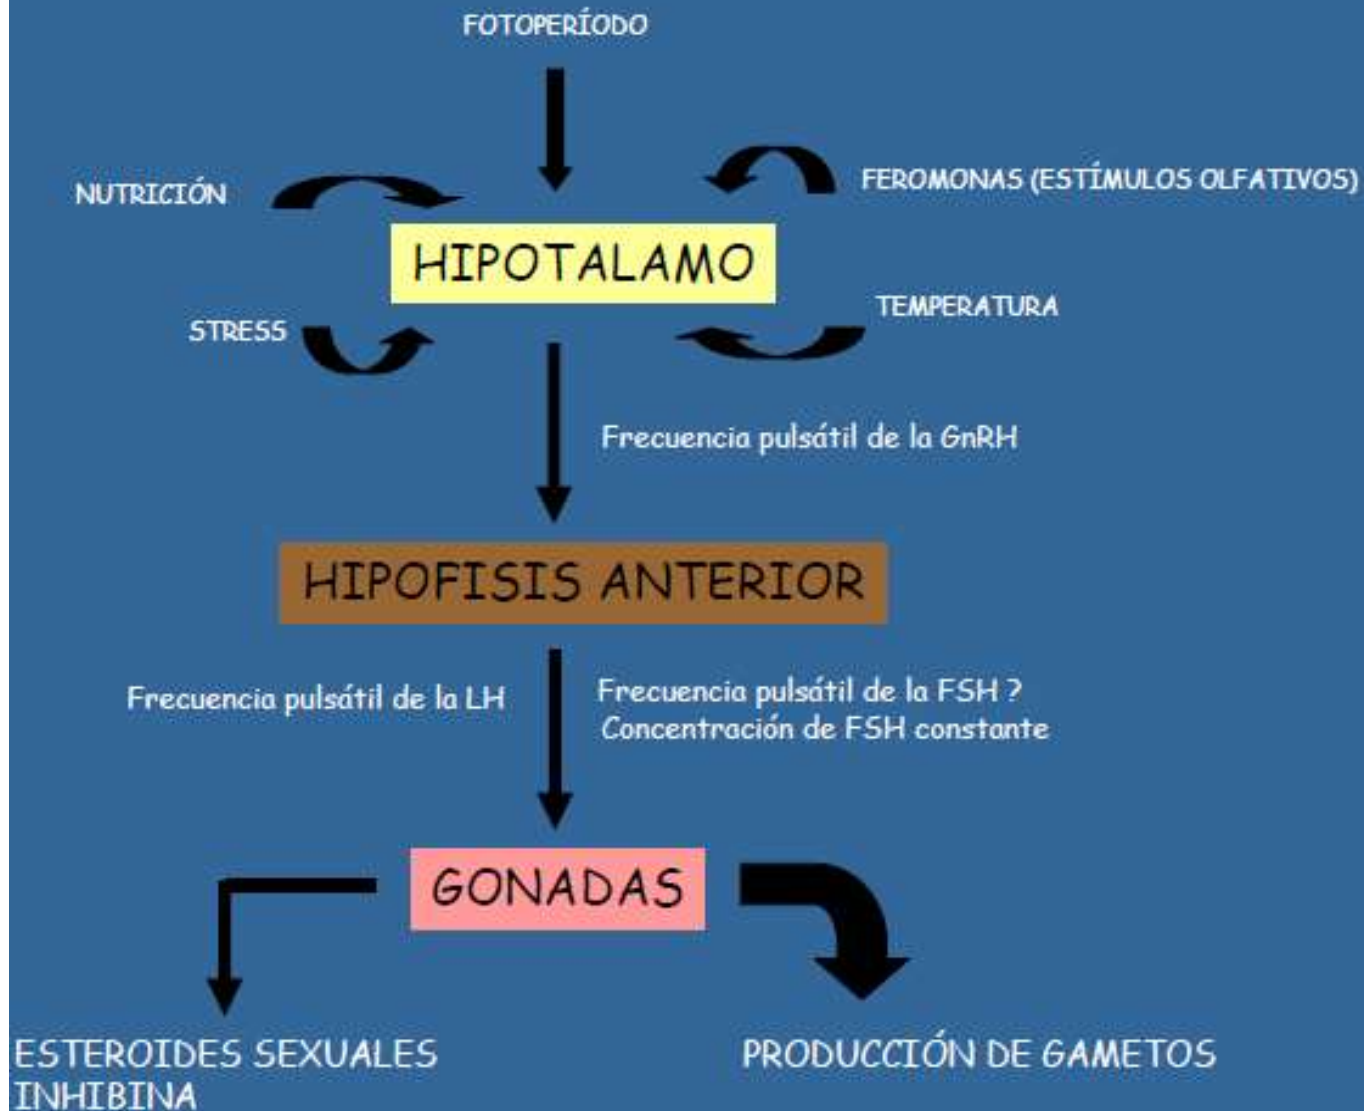 FOTOPERÍODO
NUTRICIÓN
FEROMONAS (ESTÍMULOS OLFATIVOS)
HIPOTALAMO
STRESS
TEMPERATURA
Frecuencia pulsátil de la GnRH
HIPOFISIS ANTERIOR
Frecuencia pulsátil de la LH
Frecuencia pulsátil de la FSH ?
Concentración de FSH constante
GONADAS
ESTEROIDES SEXUALES
INHIBINA
PRODUCCIÓN DE GAMETOS